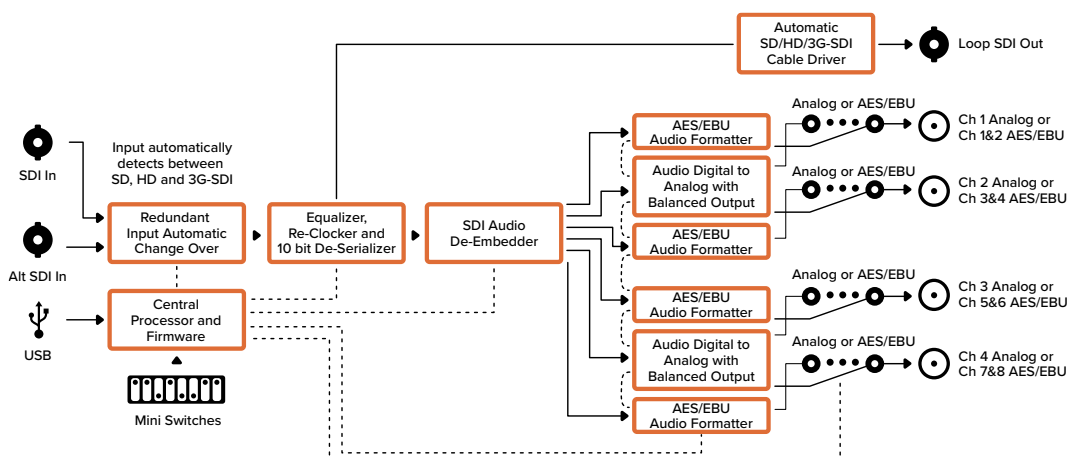 Automatic
SD/HD/3G-SDI
Cable Driver
Loop SDI Out
SDI In
Input automatically
detects between
SD, HD and 3G-SDI
Alt SDI In
Redundant
Input Automatic
Change Over
Equalizer,
Re-Clocker and
10 bit De-Serializer
SDI Audio
De-Embedder
USB
Central
Processor and
Firmware
Mini Switches
AES/EBU
Audio Formatter
Audio Digital to
Analog with
Balanced Output
AES/EBU
Audio Formatter
AES/EBU
Audio Formatter
Audio Digital to
Analog with
Balanced Output
AES/EBU
Audio Formatter
Analog or AES/EBU
Ch 1 Analog or
Ch 1&2 AES/EBU
Analog or AES/EBU
Ch 2 Analog or
Ch 3&4 AES/EBU
Analog or AES/EBU
Ch 3 Analog or
Ch 5&6 AES/EBU
Analog or AES/EBU
Ch 4 Analog or
Ch 7&8 AES/EBU